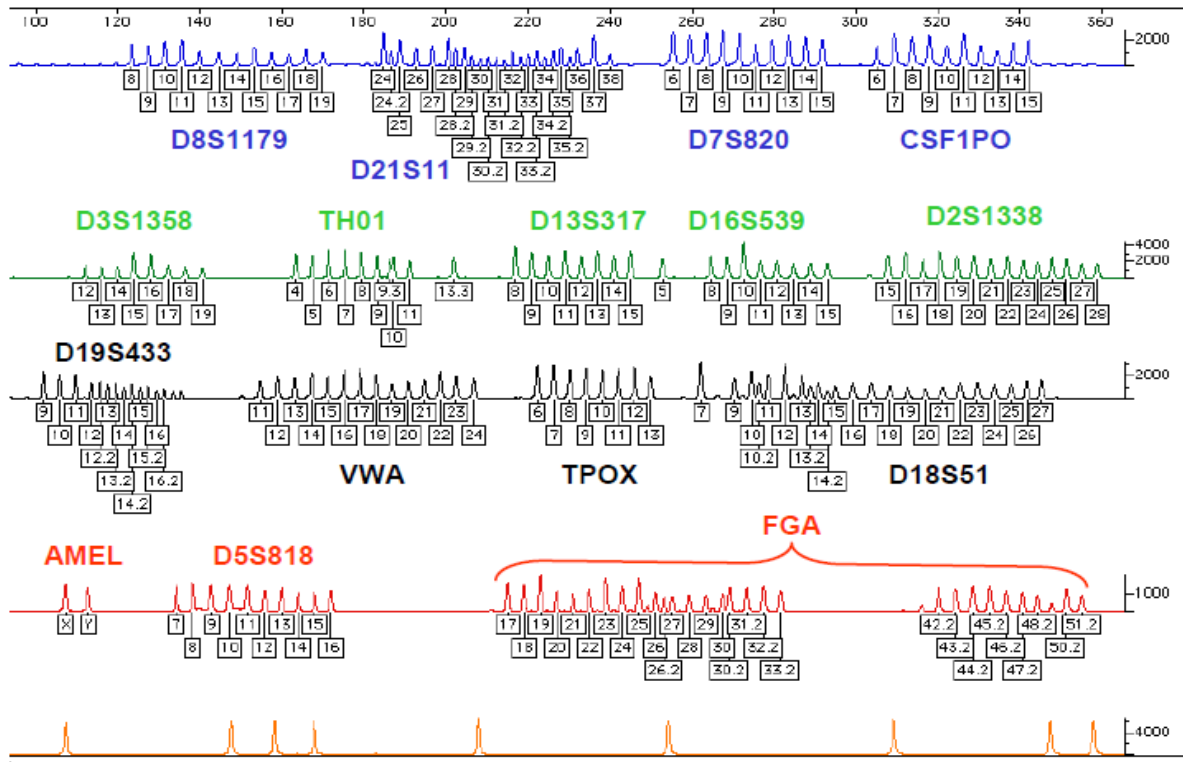 100 120 140 160 180 200 220 240 260 280 300 320 340 360
2000
8 10 12 14 16 18 24 26 28 30 32 34 36 38 6 8 10 12 14 6 8 10 12 14
9 11 13 15 17 19 24.2 27 29 31 33 35 37 7 9 11 13 15 7 9 11 13 15
25 28.2 31.2 34.2
D8S1179 D7S820 CSF1PO
29.2 32.2 35.2
D21S11 30.2 33.2
D3S1358 TH01 D13S317 D16S539 D2S1338
4000
2000
12 14 16 18 4 6 8 9.3 13.3 8 10 12 14 5 8 10 12 14 15 17 19 21 23 25 27
13 15 17 19 5 7 9 11 9 11 13 15 9 11 13 15 16 18 20 22 24 26 28
10
D19S433
2000
9 11 13 15 11 13 15 17 19 21 23 6 8 10 12 7 9 11 13 15 17 19 21 23 25 27
10 12 14 16 12 14 16 18 20 22 24 7 9 11 13 10 12 14 16 18 20 22 24 26
12.2 15.2 10.2 13.2
13.2 16.2 VWA TPOX 14.2 D18S51
14.2
FGA
AMEL D5S818
1000
X Y 7 9 11 13 15 17 19 21 23 25 27 29 31.2 42.2 45.2 48.2 51.2
8 10 12 14 16 18 20 22 24 26 28 30 32.2 43.2 46.2 50.2
26.2 30.2 33.2 44.2 47.2
4000